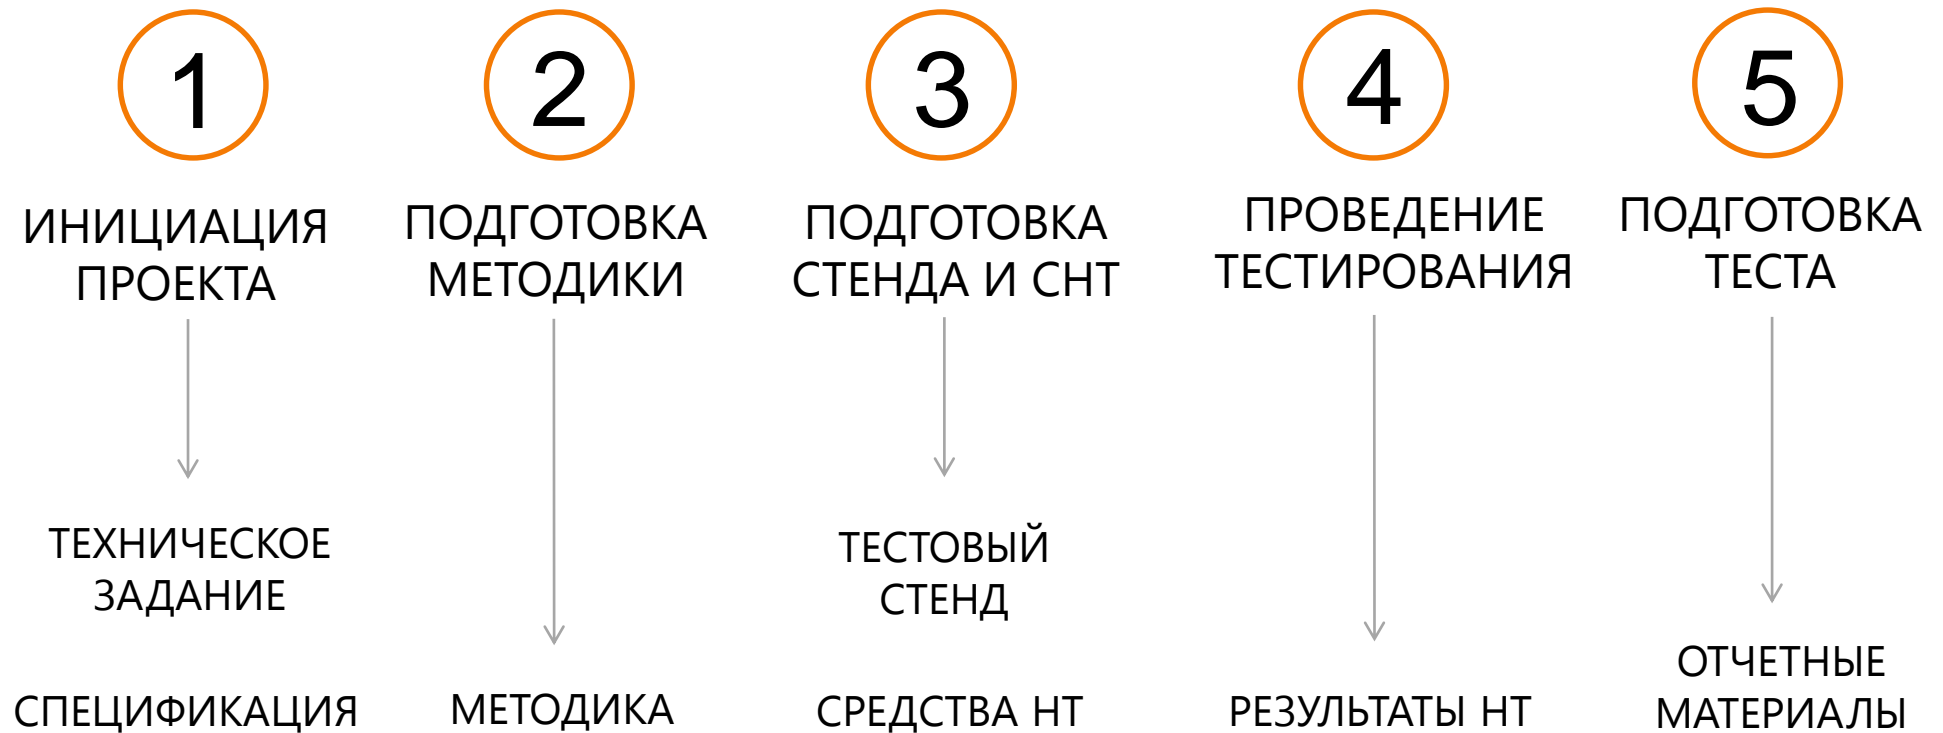 1
ИНИЦИАЦИЯ
ПРОЕКТА
ТЕХНИЧЕСКОЕ
ЗАДАНИЕ
СПЕЦИФИКАЦИЯ
2
ПОДГОТОВКА
МЕТОДИКИ
МЕТОДИКА
3
ПОДГОТОВКА
СТЕНДА И СНТ
ТЕСТОВЫЙ
СТЕНД
СРЕДСТВА НТ
4
ПРОВЕДЕНИЕ
ТЕСТИРОВАНИЯ
РЕЗУЛЬТАТЫ НТ
5
ПОДГОТОВКА
ТЕСТА
ОТЧЕТНЫЕ
МАТЕРИАЛЫ